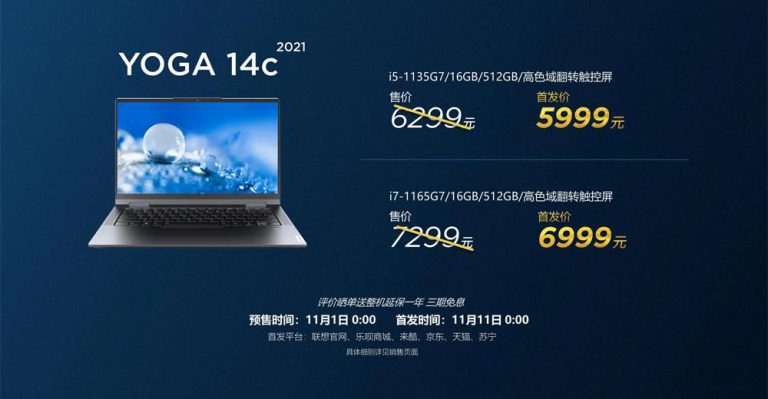 YOGA 14c 2021
i5-1135G7/16GB/512GB/高色域翻转触控屏
售价 首发价
6299元 5999元
i7-1165G7/16GB/512GB/高色域翻转触控屏
售价 首发价
7299元 6999元
评价晒单送整机延保一年 三期免息
预售时间：11月1日 0:00 首发时间：11月11日 0:00
首发平台：联想官网、乐呗商城、来酷、京东、天猫、苏宁
具体细则详见销售页面